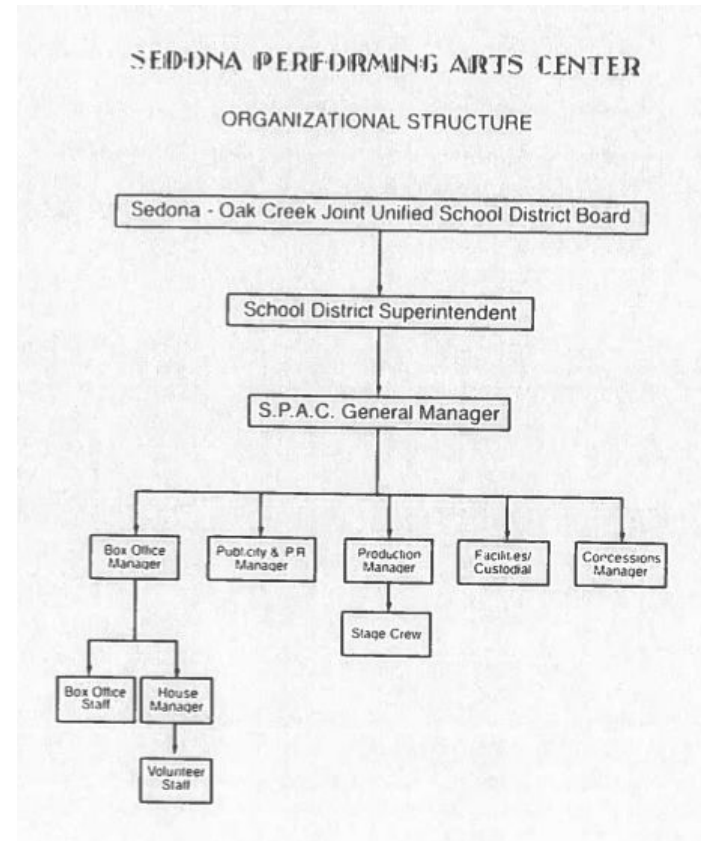 SEDONA PERFORMING ARTS CENTER
ORGANIZATIONAL STRUCTURE
Sedona - Oak Creek Joint Unified School District Board
School District Superintendent
S.P.A.C. General Manager
Box Office
Manager
Publicity & P.R.
Manager
Production
Manager
Facilities/
Custodial
Concessions
Manager
Stage Crew
Box Office
Staff
House
Manager
Volunteer
Staff